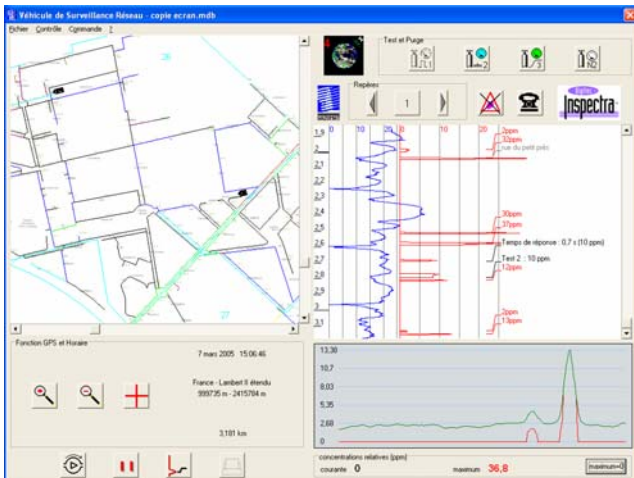 Véhicule de Surveillance Réseau - copie ecran.mdb
Fichier Contrôle Commande ?
Test et Purge
Repères
1
Inspectra
26
27
0 10 20 0 10 20
1,9
2
2,1
2,2
2,3
2,4
2,5
2,6
2,7
2,8
2,9
3
3,1
2ppm
32ppm
rue du petit prés
30ppm
37ppm
Temps de réponse : 0.7 s (10 ppm)
Test 2 : 10 ppm
12ppm
2ppm
13ppm
Fonction GPS et Horaire
7 mars 2005 15:06:46
France - Lambert II étendu
999735 m - 2415784 m
3,181 km
13,38
10,7
8,03
5,35
2,68
0
concentrations relatives (ppm)
courante 0
maximum 36,8
maximum=0